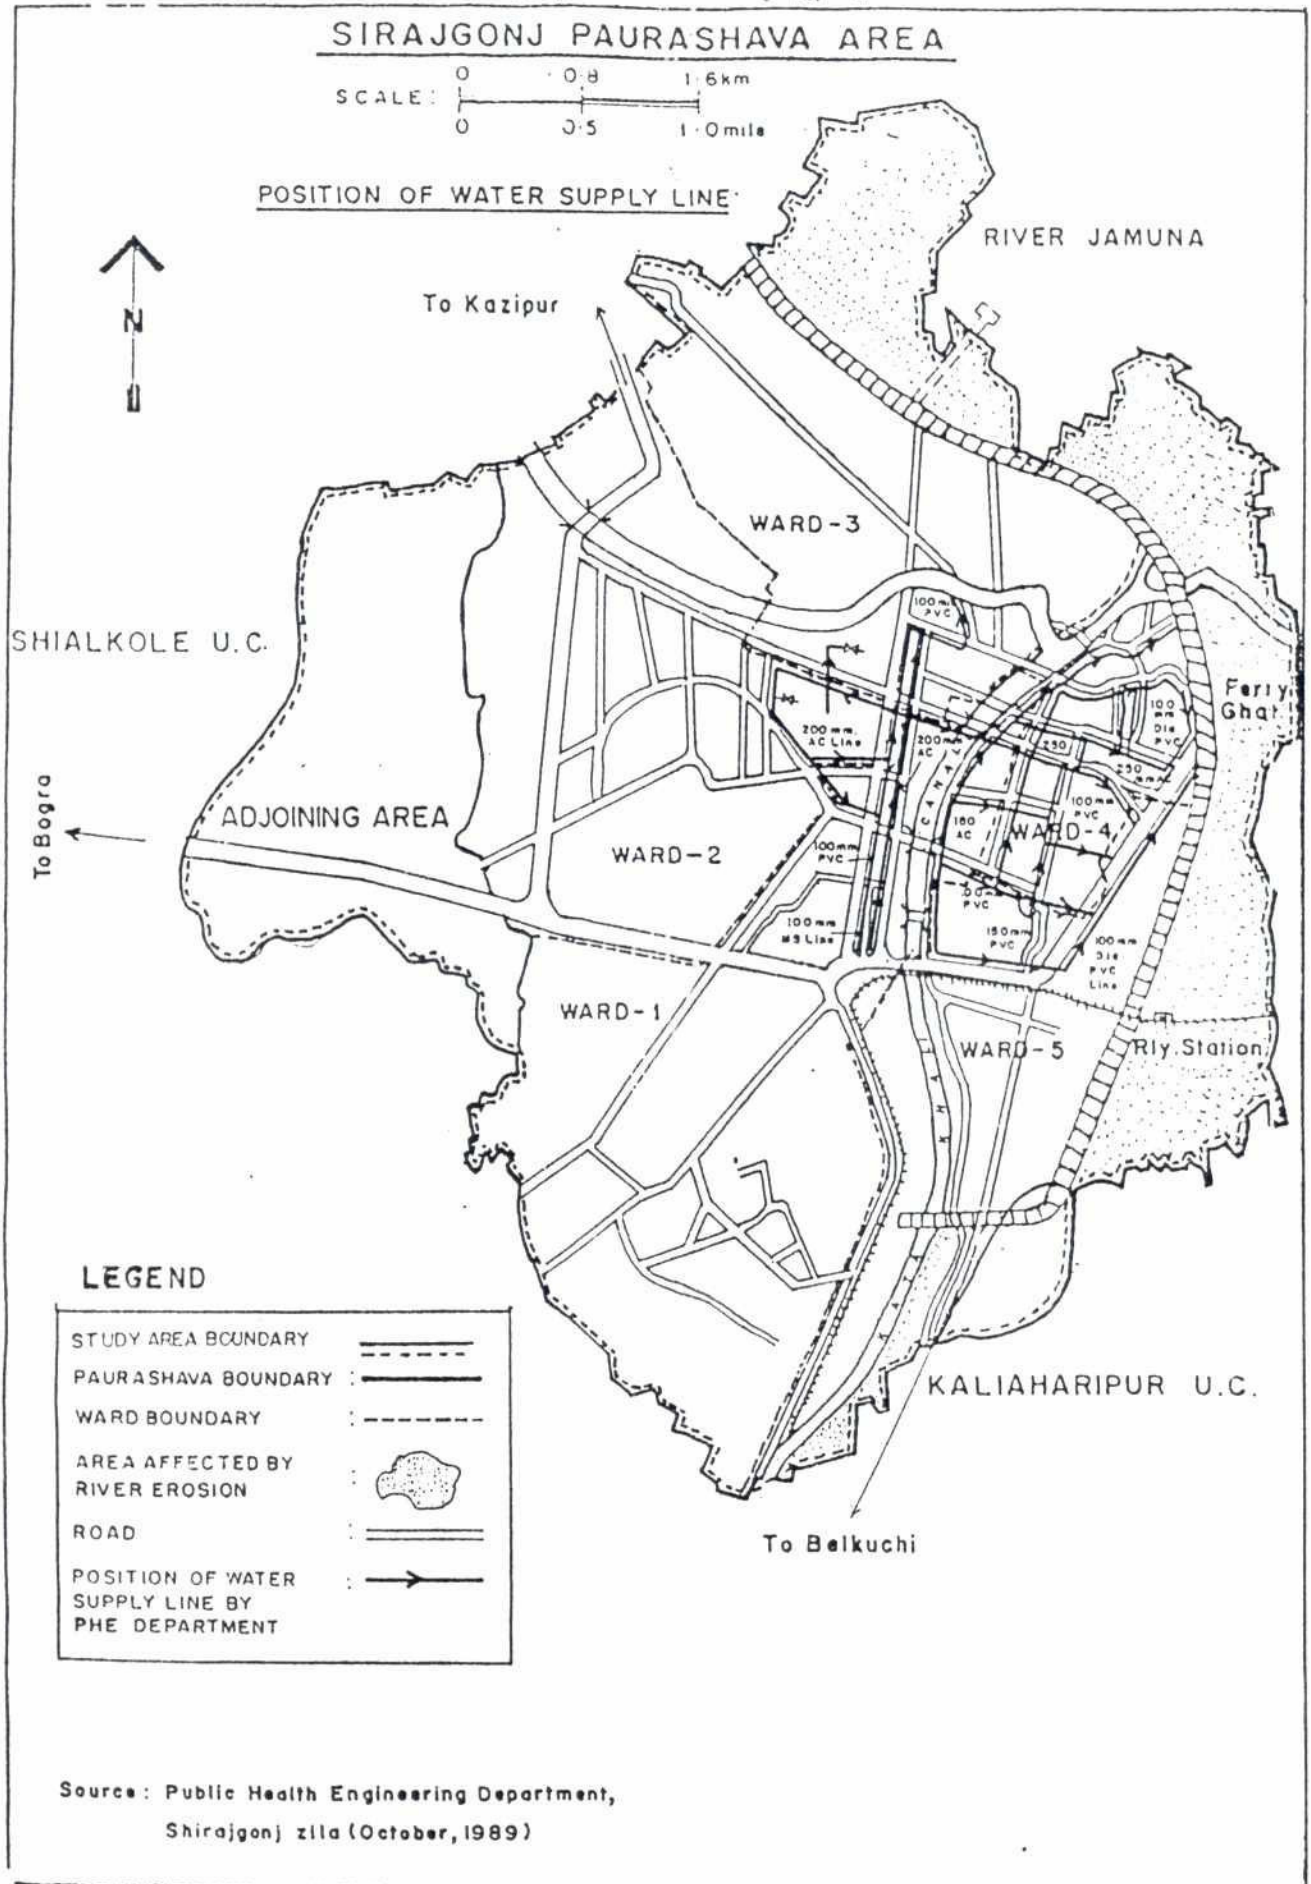 SIRAJGONJ PAURASHAVA AREA
0 0.8 1.6km
SCALE:
0 0.5 1.0mile
POSITION OF WATER SUPPLY LINE
N
RIVER JAMUNA
To Kazipur
WARD-3
SHIALKOLE U.C.
100m
PVC
Ferry
Ghat
200mm
AC Line
200mm
AC
250
100
mm
Dia
PVC
250
CANAL
To Bogra
ADJOINING AREA
WARD-2
100mm
PVC
180
AC
WARD-4
100mm
PVC
100mm
MS Line
PVC
150mm
PVC
100mm
Dia
PVC
Line
WARD-1
WARD-5
Rly. Station
KATA KHALI
LEGEND
STUDY AREA BOUNDARY
PAURASHAVA BOUNDARY :
WARD BOUNDARY :
AREA AFFECTED BY :
RIVER EROSION
ROAD :
POSITION OF WATER :
SUPPLY LINE BY
PHE DEPARTMENT
KALIAHARIPUR U.C.
To Belkuchi
Source : Public Health Engineering Department,
Shirajgonj zila (October, 1989)